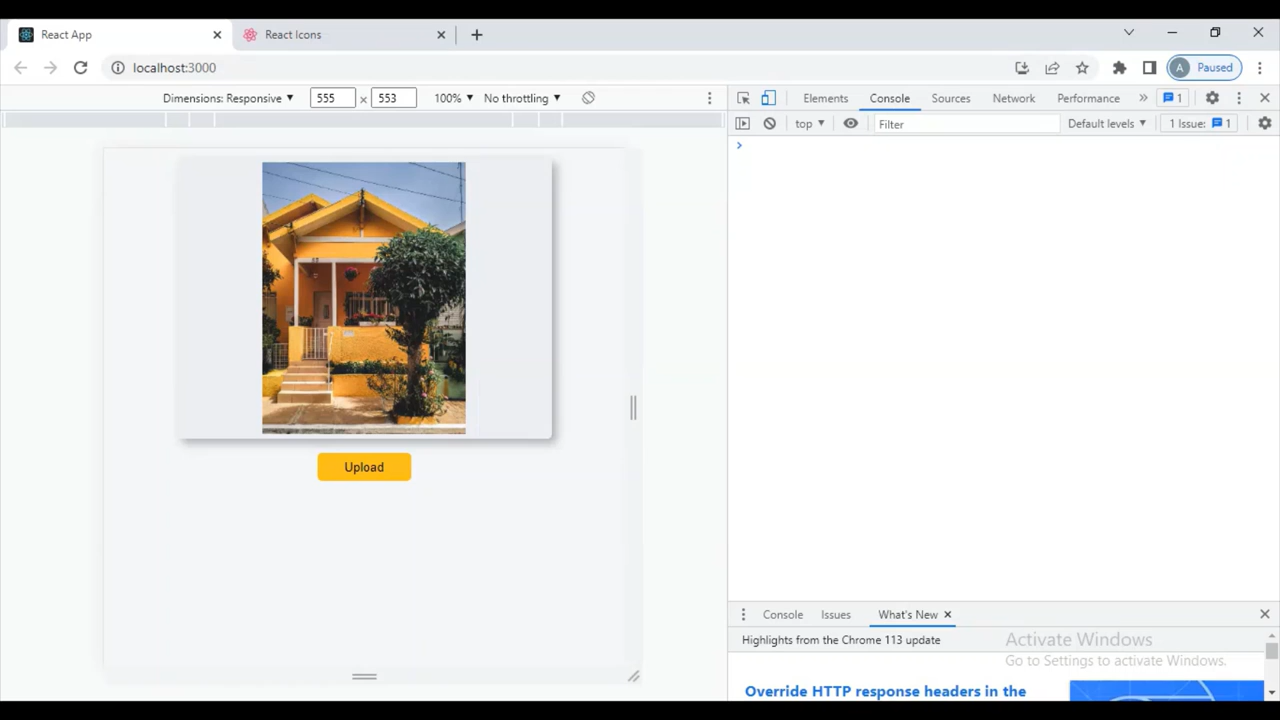 React App
React Icons
localhost:3000
A Paused
Dimensions: Responsive 555 × 553 100% No throttling
Elements Console Sources Network Performance 1
top Filter Default levels 1 Issue: 1
Upload
Console Issues What's New
Highlights from the Chrome 113 update
Activate Windows
Go to Settings to activate Windows.
Override HTTP response headers in the